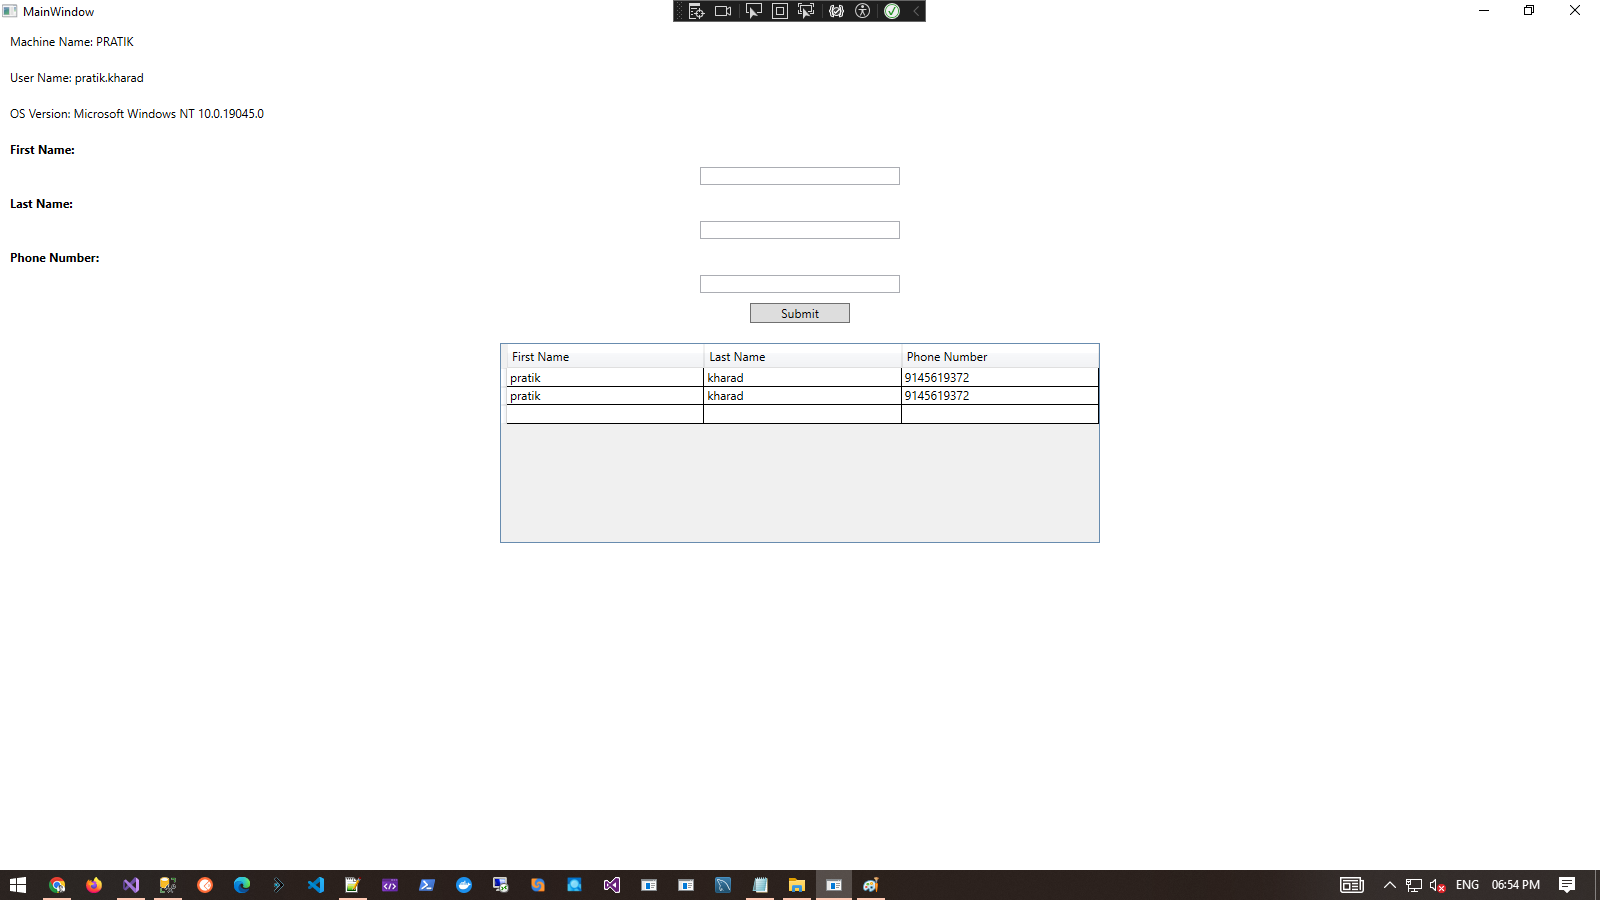 MainWindow
Machine Name: PRATIK
User Name: pratik.kharad
OS Version: Microsoft Windows NT 10.0.19045.0
First Name:
Last Name:
Phone Number:
Submit
First Name Last Name Phone Number
pratik kharad 9145619372
pratik kharad 9145619372
ENG 06:54 PM